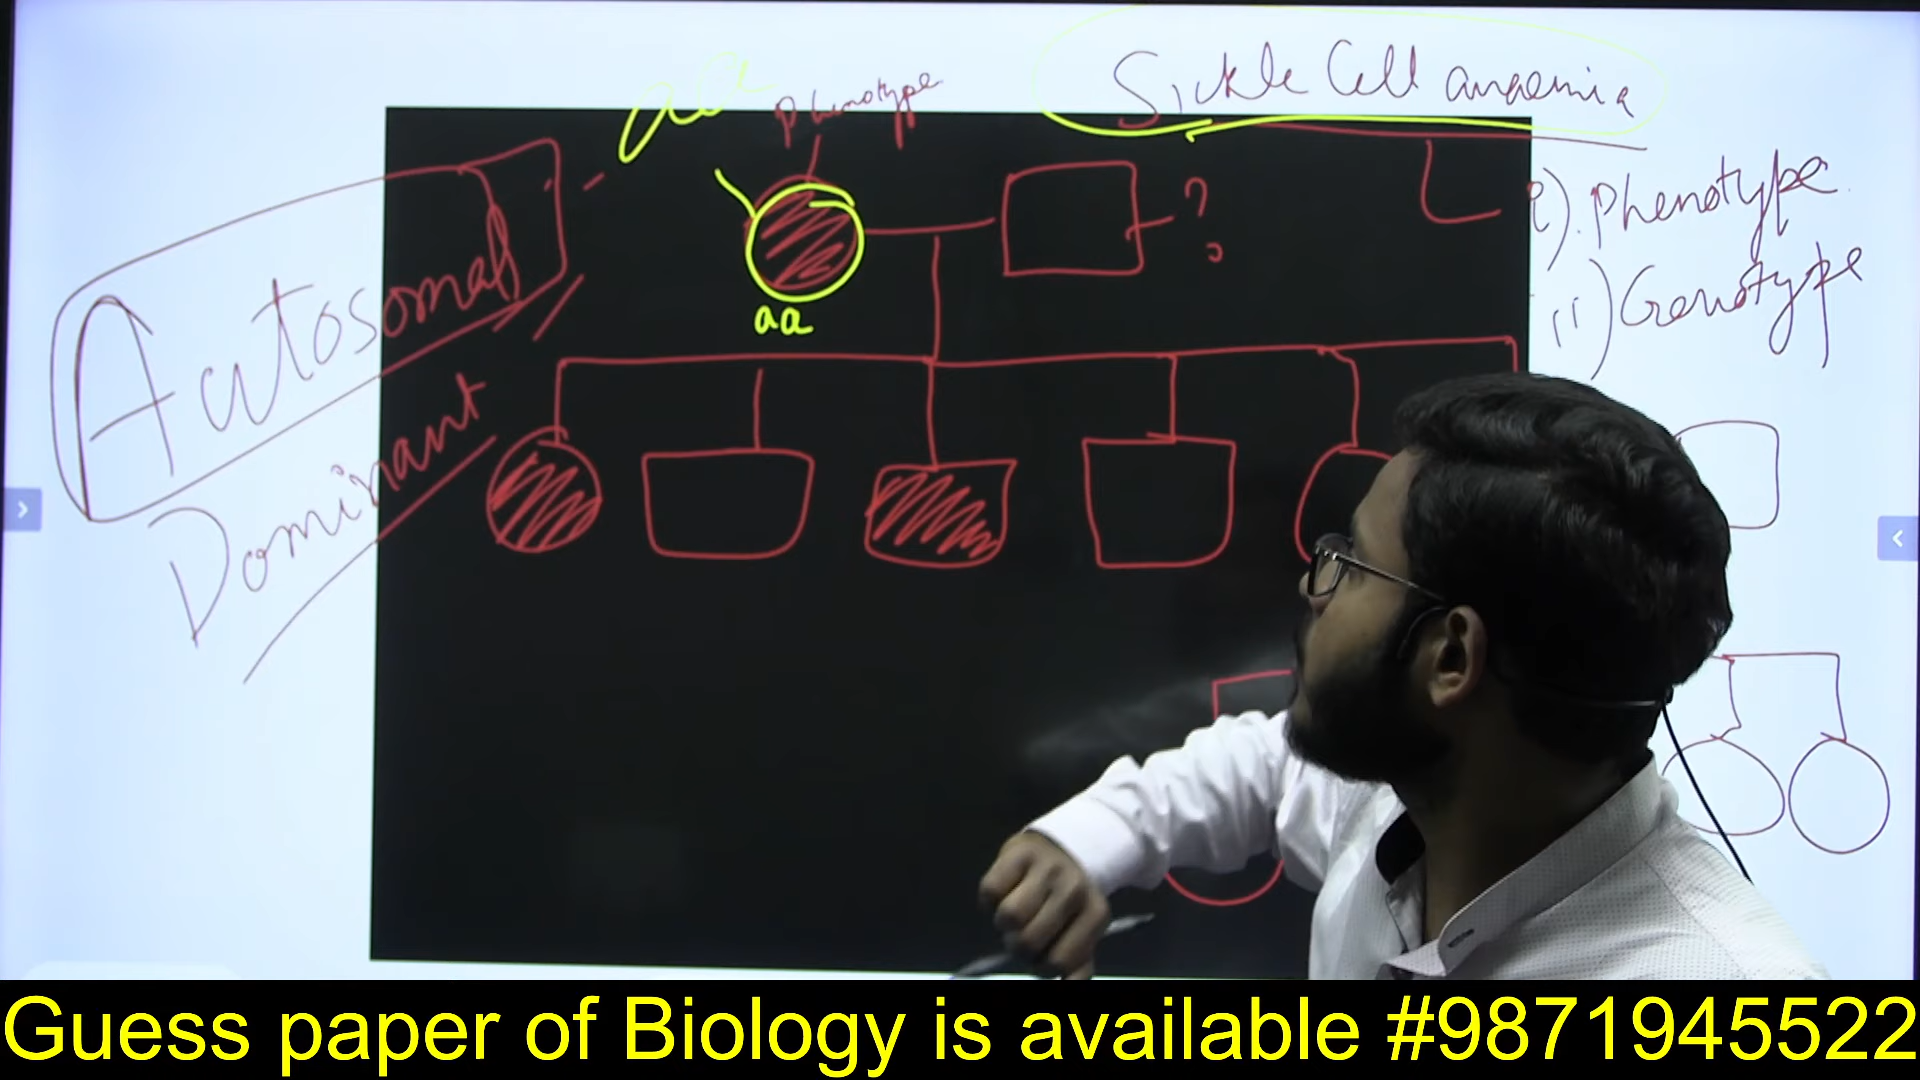 Sickle Cell anaemia
aa
Phenotype
i). Phenotype
ii) Genotype
?
Autosomal
aa
Dominant
Guess paper of Biology is available #9871945522